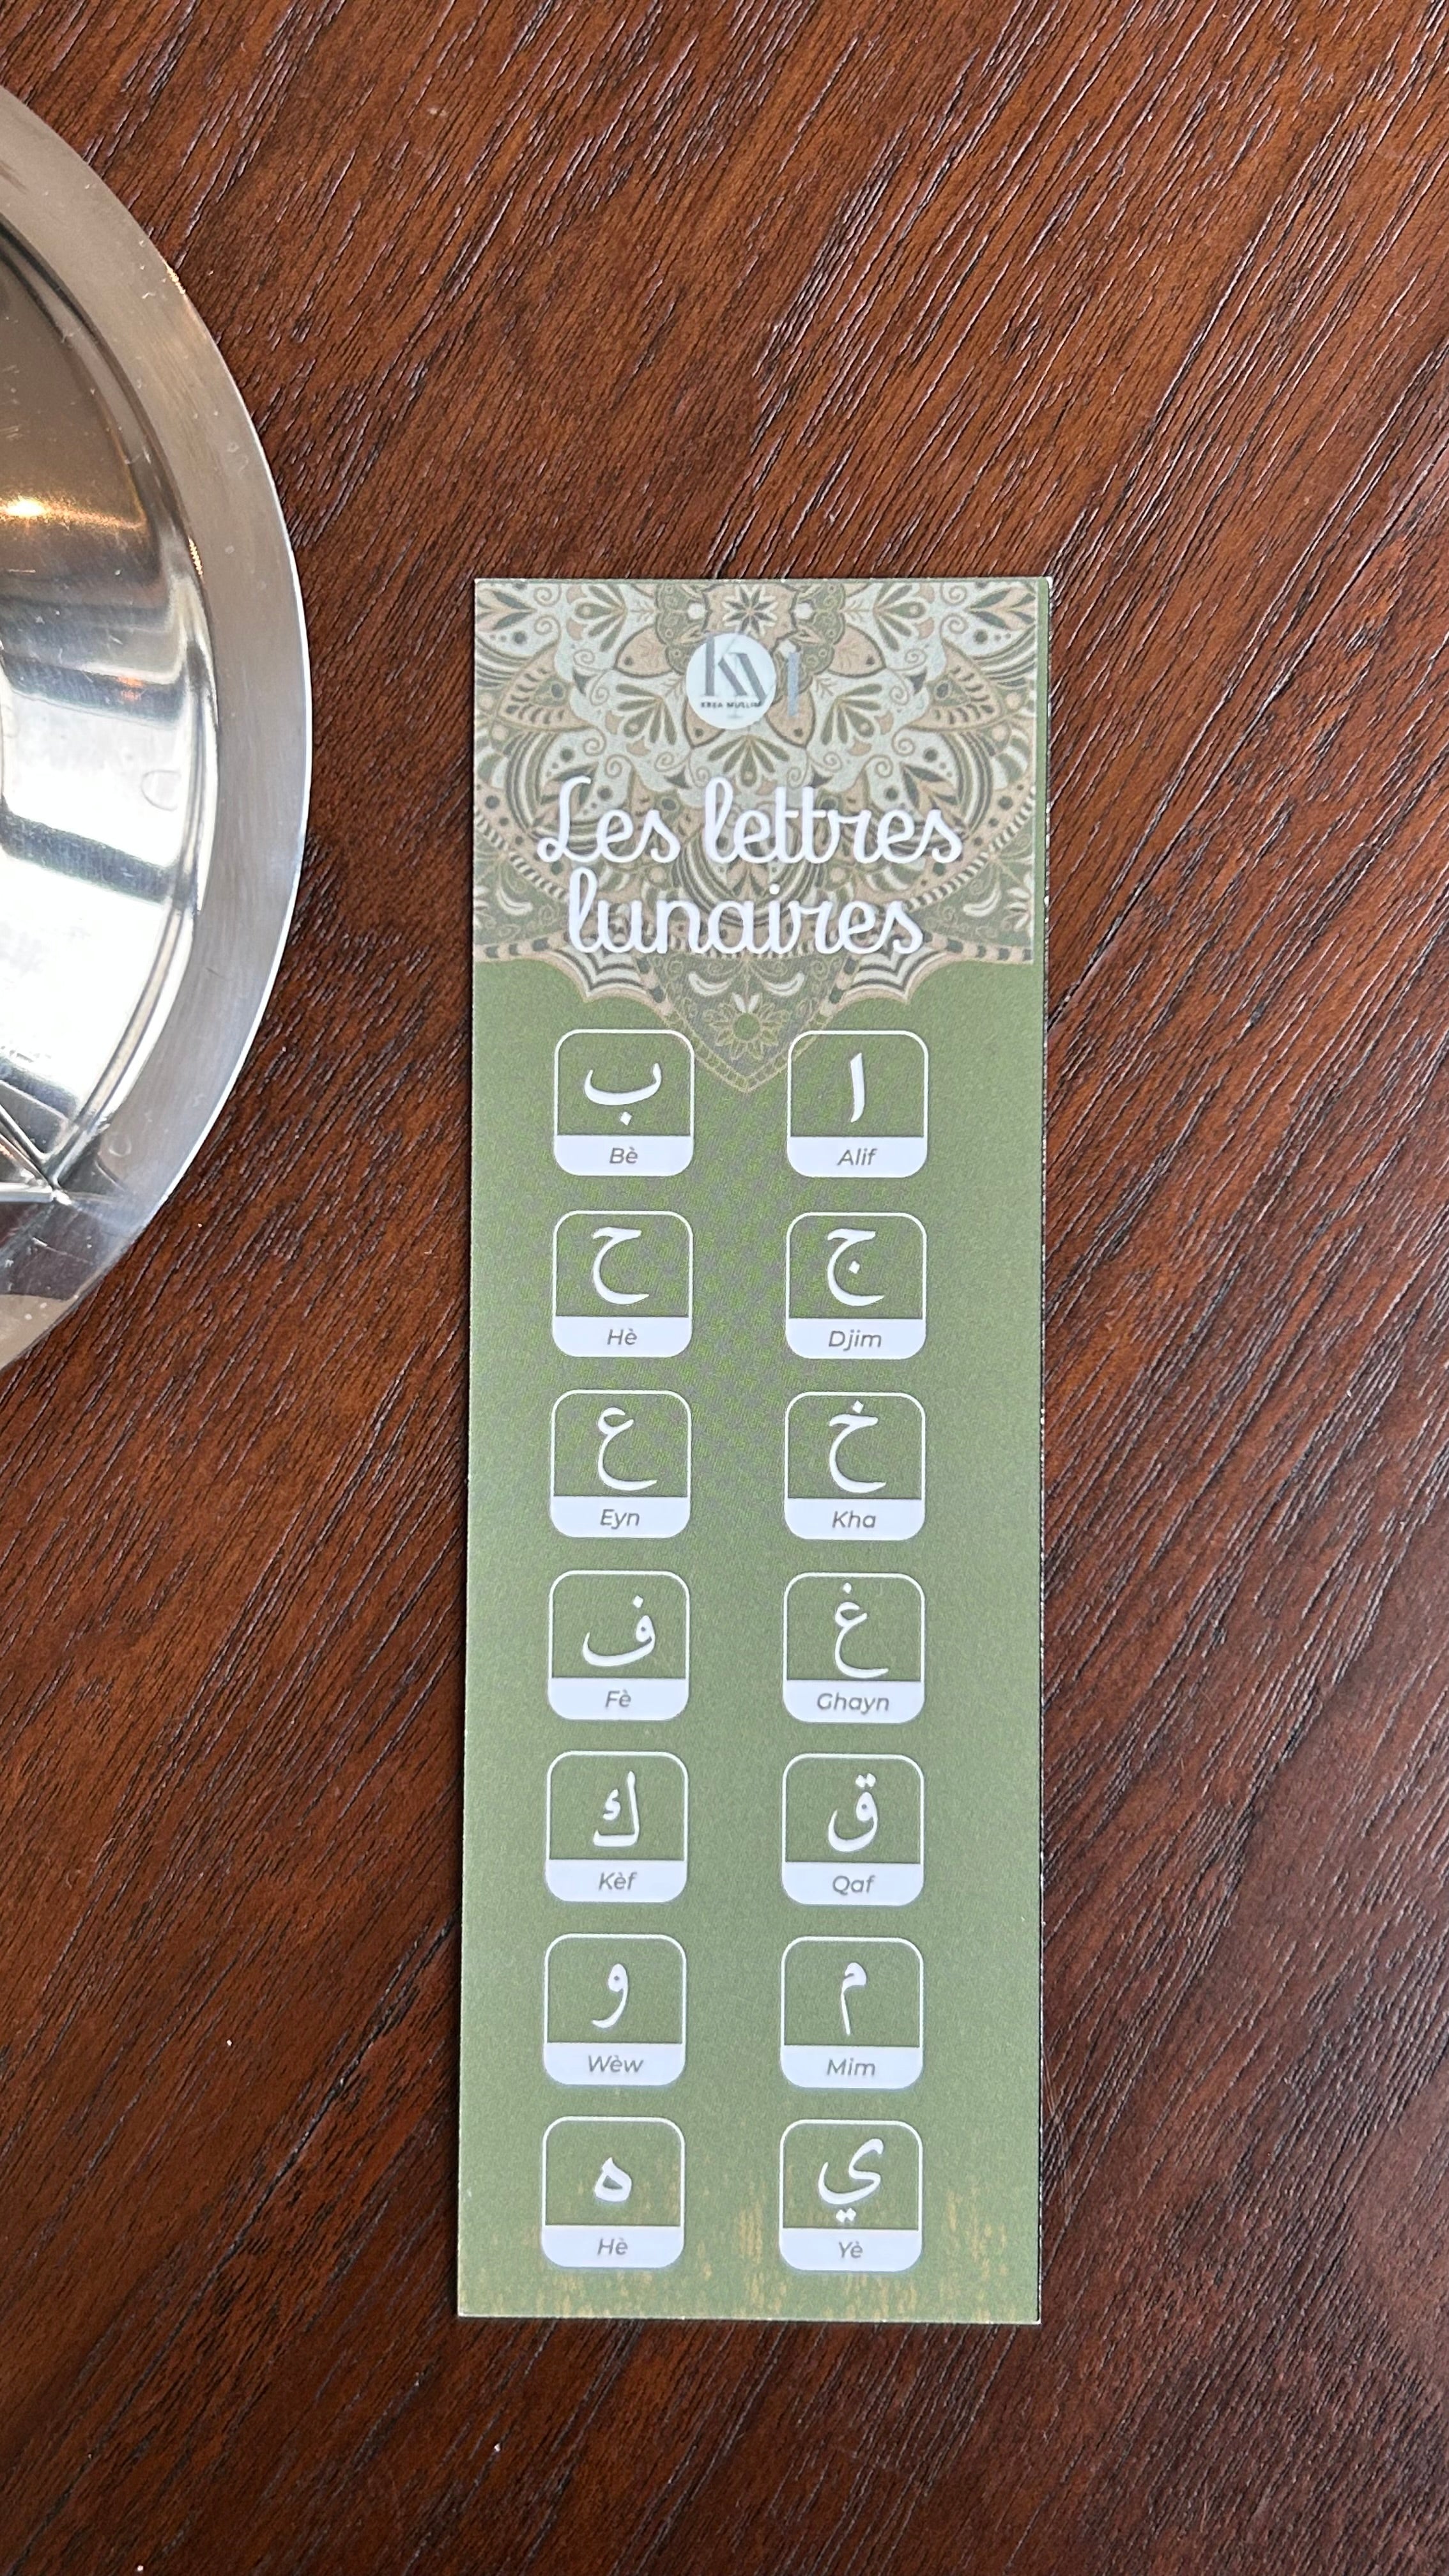 KREA MUSLIM
Les lettres
lunaires
ب ا
Bè Alif
ح ج
Hè Djim
ع خ
Eyn Kha
ف غ
Fè Ghayn
ك ق
Kèf Qaf
و م
Wèw Mim
ه ي
Hè Yè